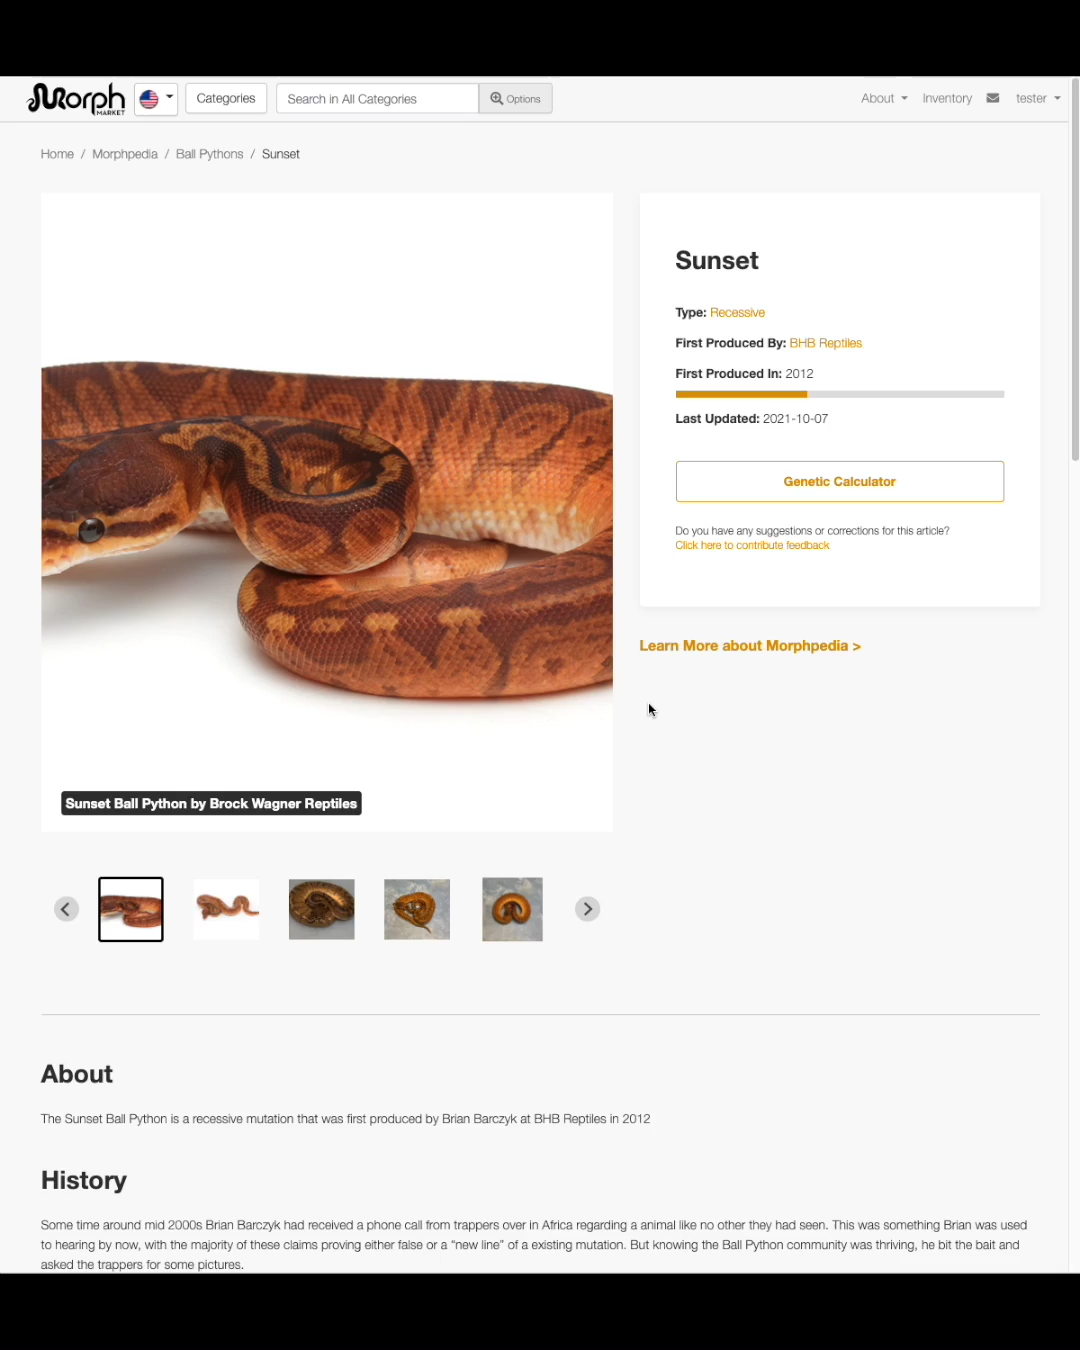 Morph
MARKET
Categories
Search in All Categories
Options
About
Inventory
tester
Home / Morphpedia / Ball Pythons / Sunset
Sunset
Type: Recessive
First Produced By: BHB Reptiles
First Produced In: 2012
Last Updated: 2021-10-07
Genetic Calculator
Do you have any suggestions or corrections for this article?
Click here to contribute feedback
Learn More about Morphpedia >
Sunset Ball Python by Brock Wagner Reptiles
About
The Sunset Ball Python is a recessive mutation that was first produced by Brian Barczyk at BHB Reptiles in 2012
History
Some time around mid 2000s Brian Barczyk had received a phone call from trappers over in Africa regarding a animal like no other they had seen. This was something Brian was used
to hearing by now, with the majority of these claims proving either false or a “new line” of a existing mutation. But knowing the Ball Python community was thriving, he bit the bait and
asked the trappers for some pictures.